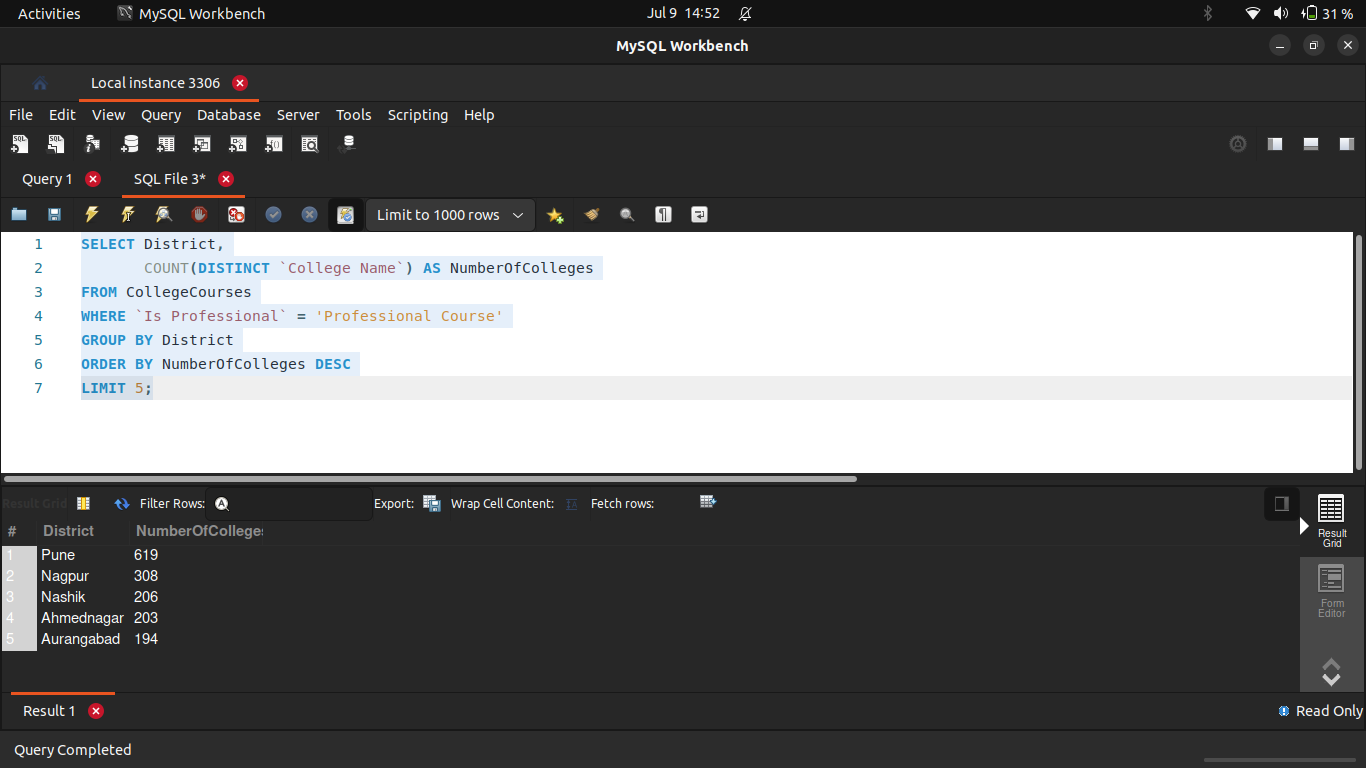 Activities MySQL Workbench Jul 9 14:52 31 %
MySQL Workbench
Local instance 3306
File Edit View Query Database Server Tools Scripting Help
Query 1 SQL File 3*
Limit to 1000 rows
1 SELECT District,
2 COUNT(DISTINCT `College Name`) AS NumberOfColleges
3 FROM CollegeCourses
4 WHERE `Is Professional` = 'Professional Course'
5 GROUP BY District
6 ORDER BY NumberOfColleges DESC
7 LIMIT 5;
Result Grid Filter Rows: Export: Wrap Cell Content: Fetch rows:
# District NumberOfColleges
1 Pune 619
2 Nagpur 308
3 Nashik 206
4 Ahmednagar 203
5 Aurangabad 194
Result
Grid
Form
Editor
Result 1 Read Only
Query Completed